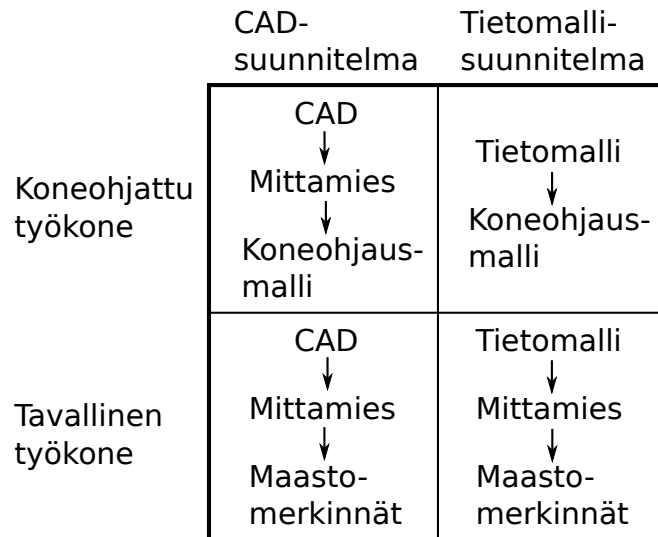 CAD-
suunnitelma
Tietomalli-
suunnitelma
Koneohjattu
työkone
CAD
Mittamies
Koneohjaus-
malli
Tietomalli
Koneohjaus-
malli
Tavallinen
työkone
CAD
Mittamies
Maasto-
merkinnät
Tietomalli
Mittamies
Maasto-
merkinnät